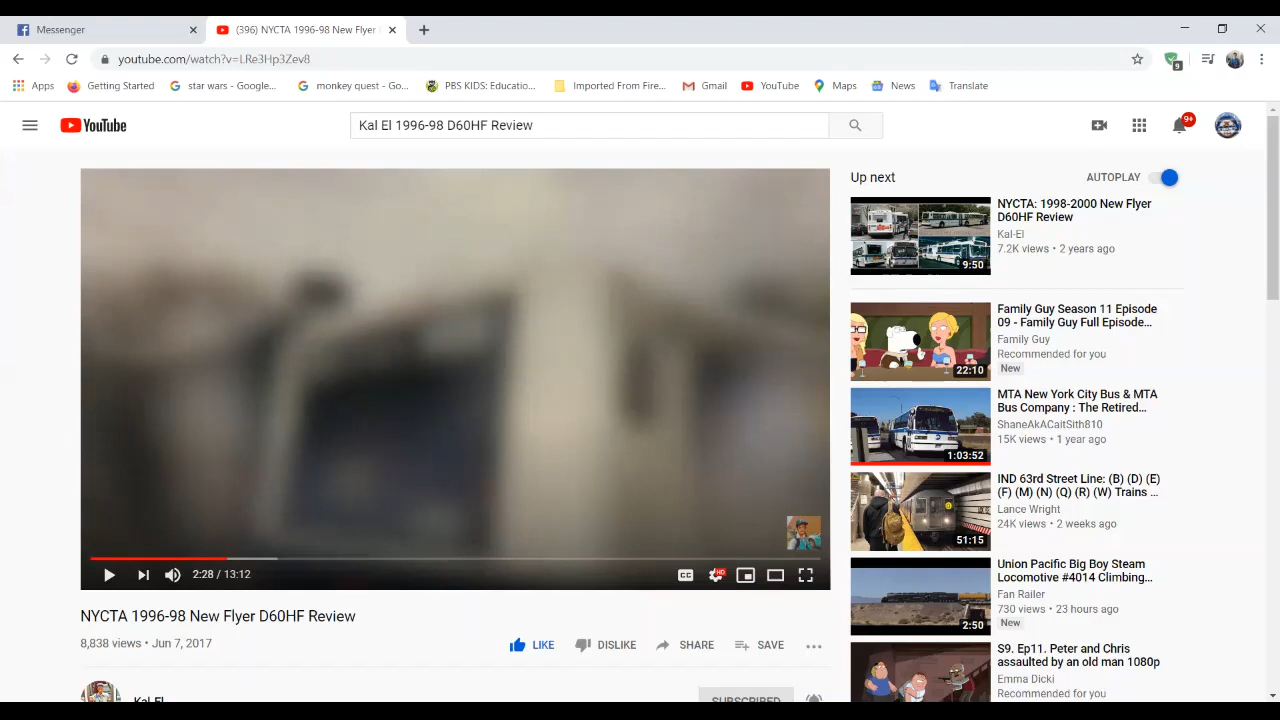 Messenger
(396) NYCTA 1996-98 New Flyer
youtube.com/watch?v=LRe3Hp3Zev8
9
Apps
Getting Started
star wars - Google...
monkey quest - Go...
PBS KIDS: Educatio...
Imported From Fire...
Gmail
YouTube
Maps
News
Translate
YouTube
Kal El 1996-98 D60HF Review
9+
Up next
AUTOPLAY
NYCTA: 1998-2000 New Flyer
D60HF Review
Kal-El
7.2K views • 2 years ago
9:50
Family Guy Season 11 Episode
09 - Family Guy Full Episode...
Family Guy
Recommended for you
New
22:10
MTA New York City Bus & MTA
Bus Company : The Retired...
ShaneAkACaitSith810
15K views • 1 year ago
1:03:52
IND 63rd Street Line: (B) (D) (E)
(F) (M) (N) (Q) (R) (W) Trains ...
Lance Wright
24K views • 2 weeks ago
51:15
Union Pacific Big Boy Steam
Locomotive #4014 Climbing...
Fan Railer
730 views • 23 hours ago
New
2:50
S9. Ep11. Peter and Chris
assaulted by an old man 1080p
Emma Dicki
Recommended for you
2:28 / 13:12
CC
HD
NYCTA 1996-98 New Flyer D60HF Review
8,838 views • Jun 7, 2017
LIKE
DISLIKE
SHARE
SAVE
Kal-El
SUBSCRIBED